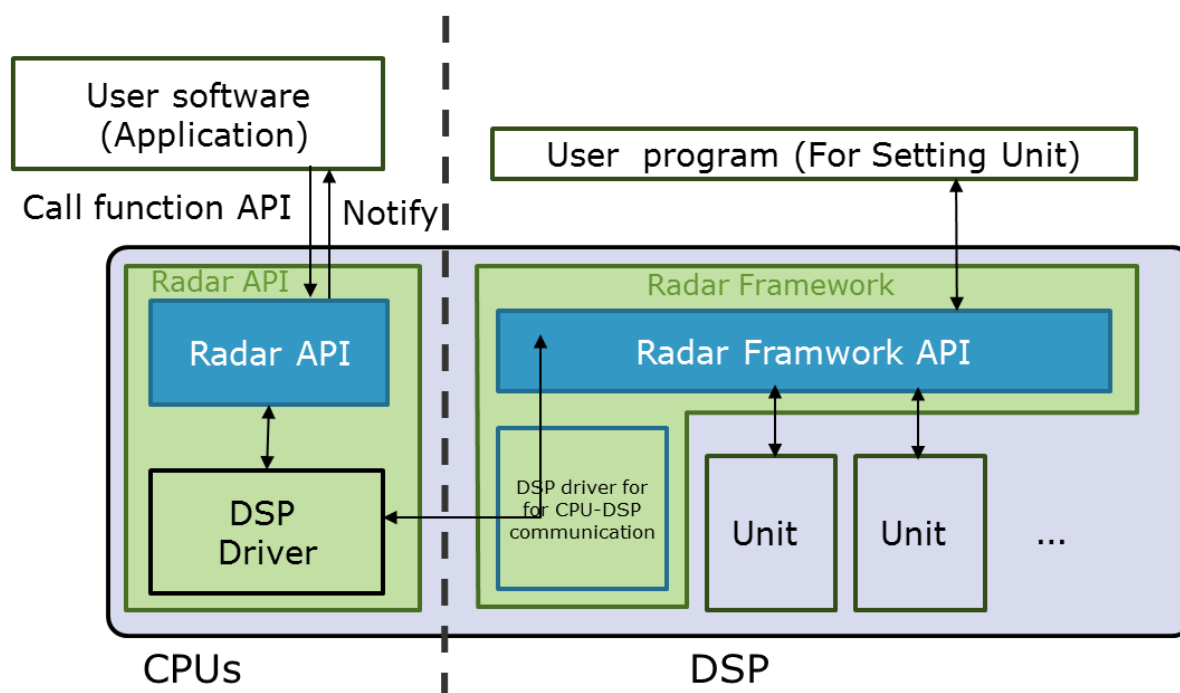 User software
(Application)
User program (For Setting Unit)
Call function API
Notify
Radar API
Radar Framework
Radar API
Radar Framwork API
DSP driver for
for CPU-DSP
communication
DSP
Driver
Unit
Unit
...
CPUs
DSP